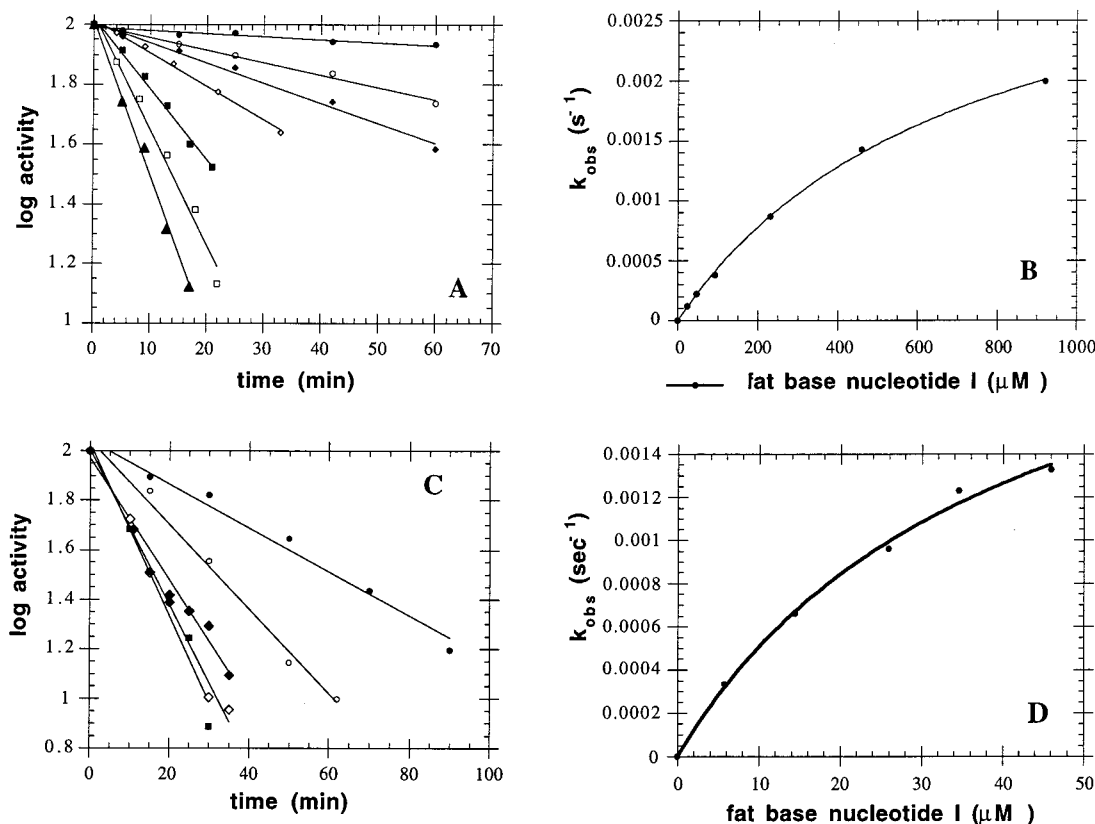 2
1.8
1.6
1.4
1.2
1
0 10 20 30 40 50 60 70
log activity
time (min)
A
0.0025
0.002
0.0015
0.001
0.0005
0
0 200 400 600 800 1000
k_obs (s⁻¹)
fat base nucleotide I (μM )
B
2
1.8
1.6
1.4
1.2
1
0.8
0 20 40 60 80 100
log activity
time (min)
C
0.0014
0.0012
0.001
0.0008
0.0006
0.0004
0.0002
0
0 10 20 30 40 50
k_obs (sec⁻¹)
fat base nucleotide I (μM )
D